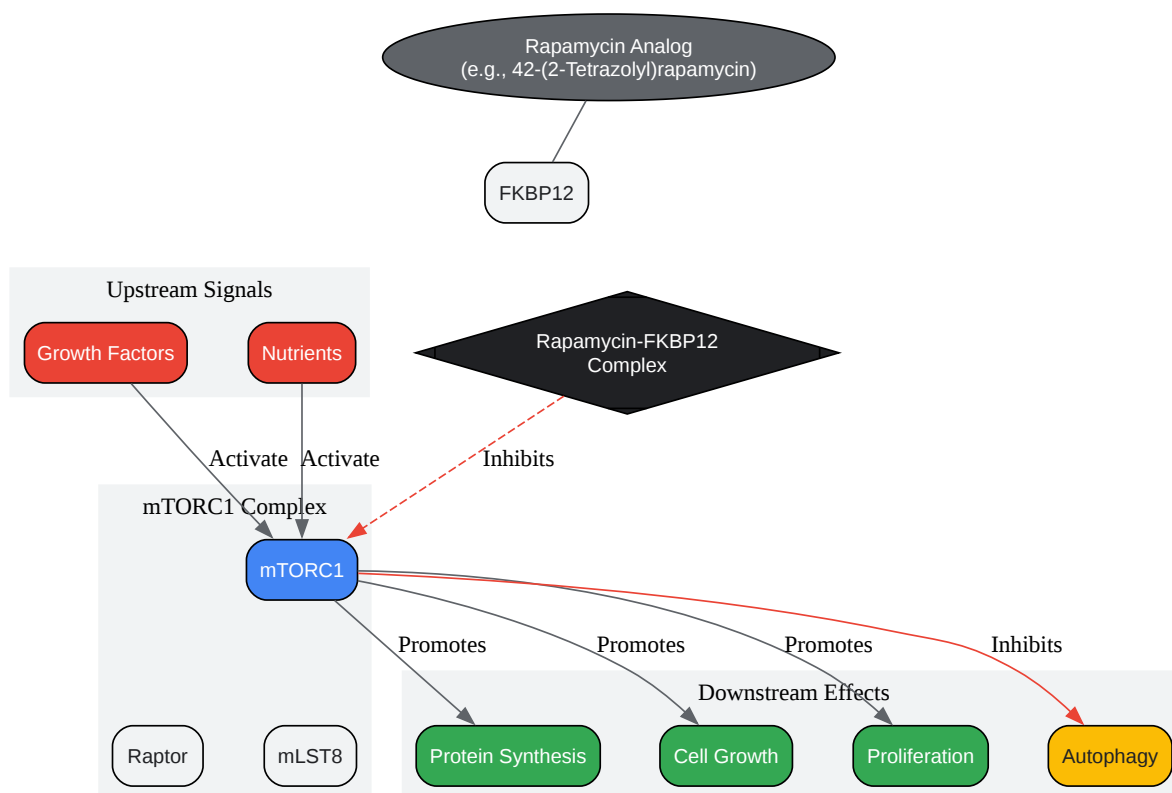 Rapamycin Analog
(e.g., 42-(2-Tetrazolyl)rapamycin)
FKBP12
Upstream Signals
Growth Factors
Nutrients
Rapamycin-FKBP12
Complex
Activate
Activate
Inhibits
mTORC1 Complex
mTORC1
Promotes
Promotes
Promotes
Inhibits
Downstream Effects
Raptor
mLST8
Protein Synthesis
Cell Growth
Proliferation
Autophagy